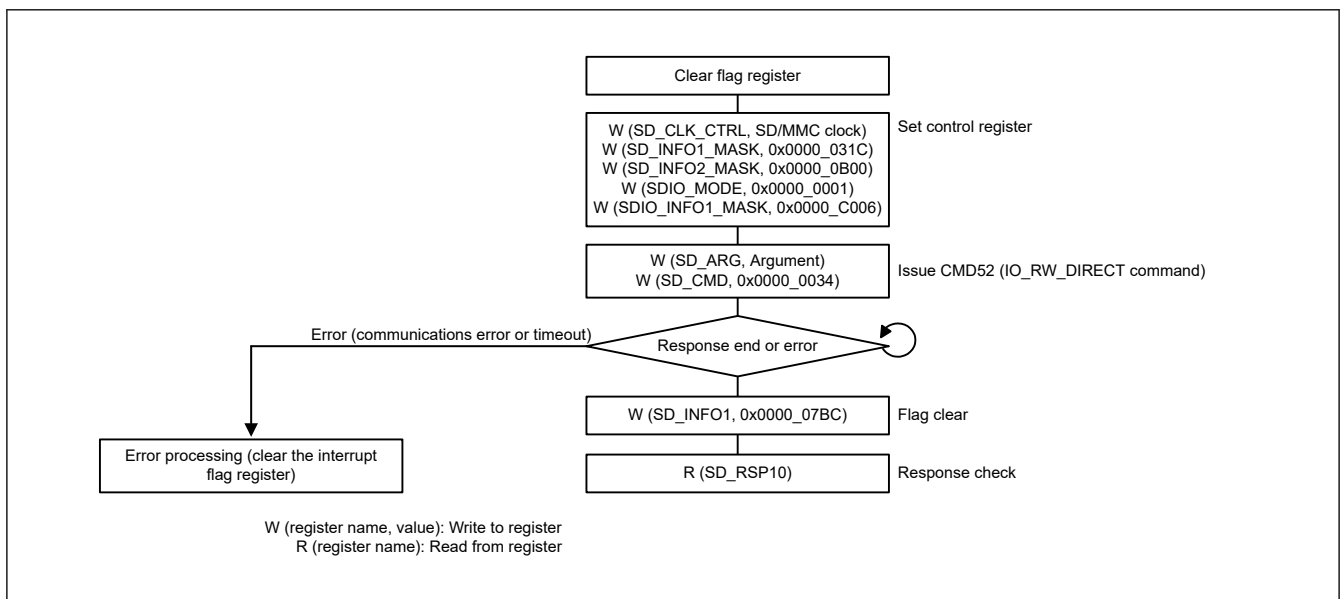 Clear flag register
W (SD_CLK_CTRL, SD/MMC clock)
W (SD_INFO1_MASK, 0x0000_031C)
W (SD_INFO2_MASK, 0x0000_0B00)
W (SDIO_MODE, 0x0000_0001)
W (SDIO_INFO1_MASK, 0x0000_C006)
Set control register
W (SD_ARG, Argument)
W (SD_CMD, 0x0000_0034)
Issue CMD52 (IO_RW_DIRECT command)
Error (communications error or timeout)
Response end or error
W (SD_INFO1, 0x0000_07BC)
Flag clear
Error processing (clear the interrupt
flag register)
R (SD_RSP10)
Response check
W (register name, value): Write to register
R (register name): Read from register